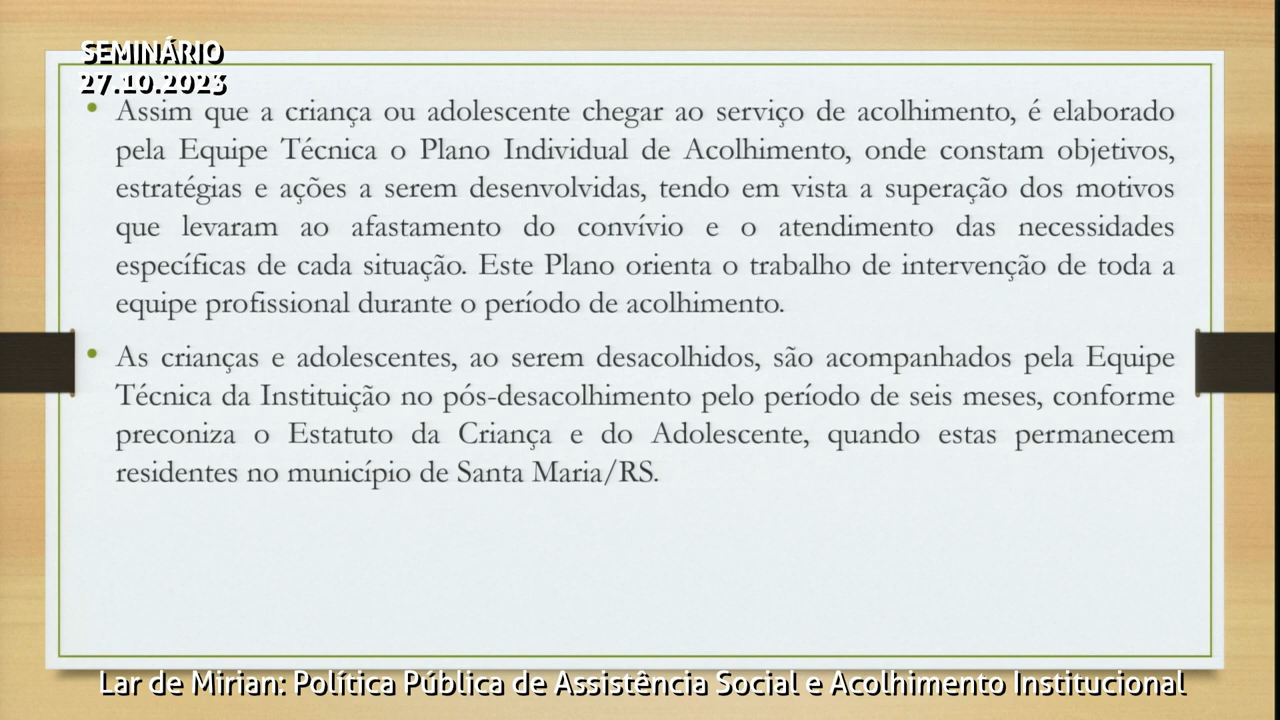 SEMINÁRIO
27.10.2023
• Assim que a criança ou adolescente chegar ao serviço de acolhimento, é elaborado
pela Equipe Técnica o Plano Individual de Acolhimento, onde constam objetivos,
estratégias e ações a serem desenvolvidas, tendo em vista a superação dos motivos
que levaram ao afastamento do convívio e o atendimento das necessidades
específicas de cada situação. Este Plano orienta o trabalho de intervenção de toda a
equipe profissional durante o período de acolhimento.
• As crianças e adolescentes, ao serem desacolhidos, são acompanhados pela Equipe
Técnica da Instituição no pós-desacolhimento pelo período de seis meses, conforme
preconiza o Estatuto da Criança e do Adolescente, quando estas permanecem
residentes no município de Santa Maria/RS.
Lar de Mirian: Política Pública de Assistência Social e Acolhimento Institucional